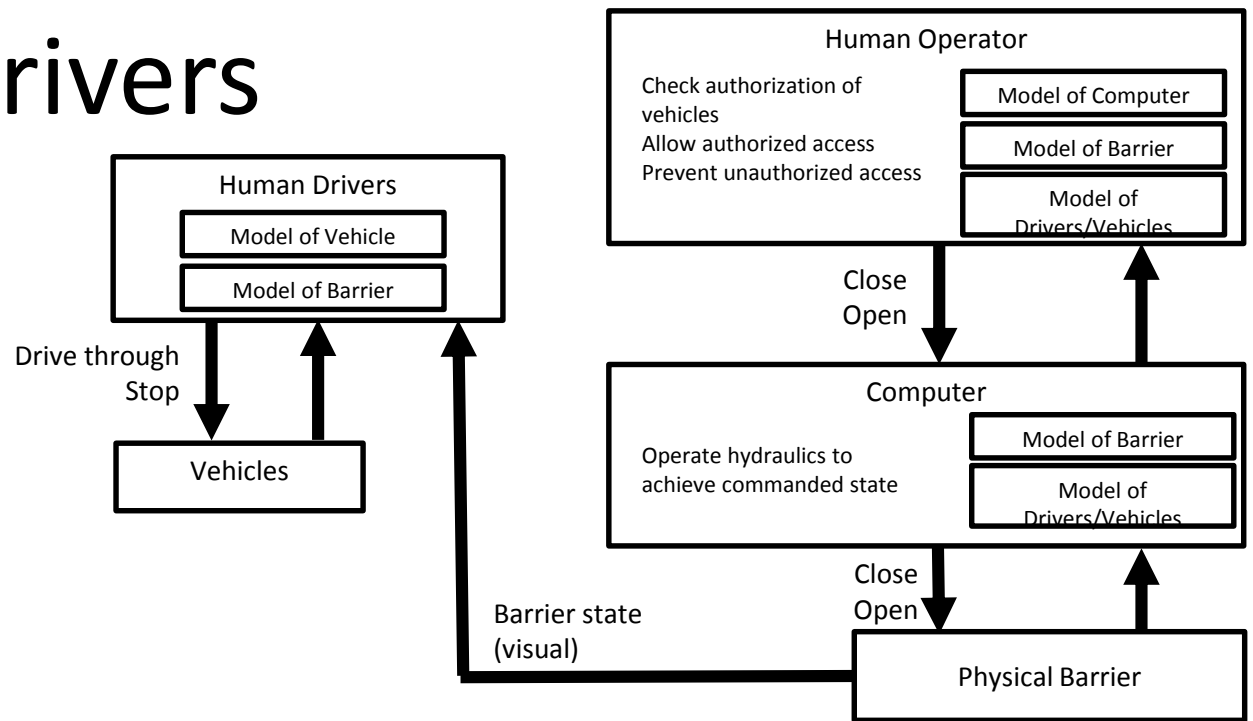 rivers
Human Drivers
Model of Vehicle
Model of Barrier
Drive through
Stop
Vehicles
Barrier state
(visual)
Human Operator
Check authorization of
vehicles
Allow authorized access
Prevent unauthorized access
Model of Computer
Model of Barrier
Model of
Drivers/Vehicles
Close
Open
Computer
Operate hydraulics to
achieve commanded state
Model of Barrier
Model of
Drivers/Vehicles
Close
Open
Physical Barrier